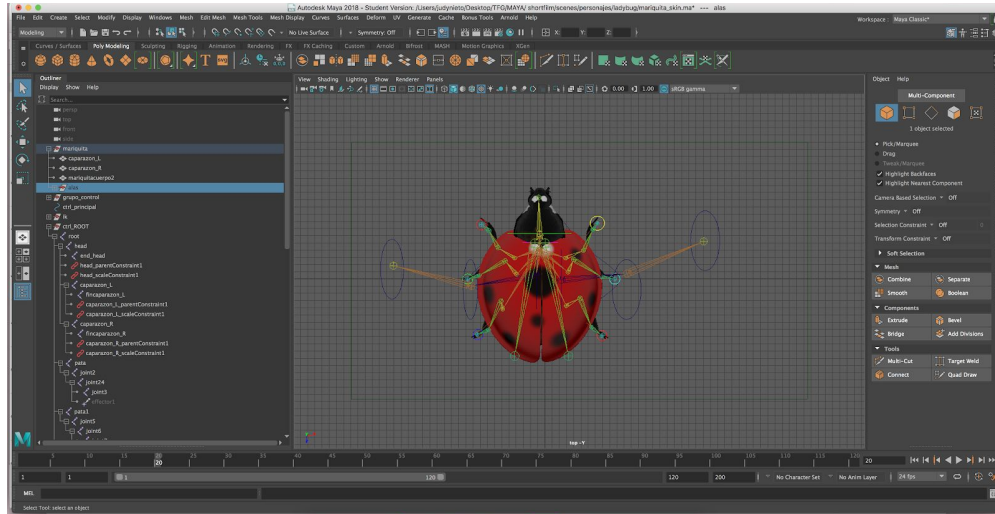 Autodesk Maya 2018 - Student Version: /Users/judynieto/Desktop/TFG/MAYA/ shortfilm/scenes/personajes/ladybug/mariquita_skin.ma* --- alas
File Edit Create Select Modify Display Windows Mesh Edit Mesh Mesh Tools Mesh Display Curves Surfaces Deform UV Generate Cache Bonus Tools Arnold Help
Workspace : Maya Classic*
Modeling
No Live Surface
Symmetry: Off
X: Y: Z:
Curves / Surfaces Poly Modeling Sculpting Rigging Animation Rendering FX FX Caching Custom Arnold Bifrost MASH Motion Graphics XGen
Outliner
Display Show Help
Search...
persp
top
front
side
mariquita
caparazon_L
caparazon_R
mariquitacuerpo2
alas
grupo_control
ctrl_principal
ik
ctrl_ROOT
root
head
end_head
head_parentConstraint1
head_scaleConstraint1
caparazon_L
fincaparazon_L
caparazon_L_parentConstraint1
caparazon_L_scaleConstraint1
caparazon_R
fincaparazon_R
caparazon_R_parentConstraint1
caparazon_R_scaleConstraint1
pata
joint2
joint24
joint3
effector1
pata1
joint5
joint6
View Shading Lighting Show Renderer Panels
0.00 1.00 sRGB gamma
top -Y
Object Help
Multi-Component
1 object selected
Pick/Marquee
Drag
Tweak/Marquee
Highlight Backfaces
Highlight Nearest Component
Camera Based Selection Off
Symmetry Off
Selection Constraint Off
Transform Constraint Off
Soft Selection
Mesh
Combine Separate
Smooth Boolean
Components
Extrude Bevel
Bridge Add Divisions
Tools
Multi-Cut Target Weld
Connect Quad Draw
5 10 15 20 25 30 35 40 45 50 55 60 65 70 75 80 85 90 95 100 105 110 115 120
20
20
1 1 1 120 120 200 No Character Set No Anim Layer 24 fps
MEL
Select Tool: select an object